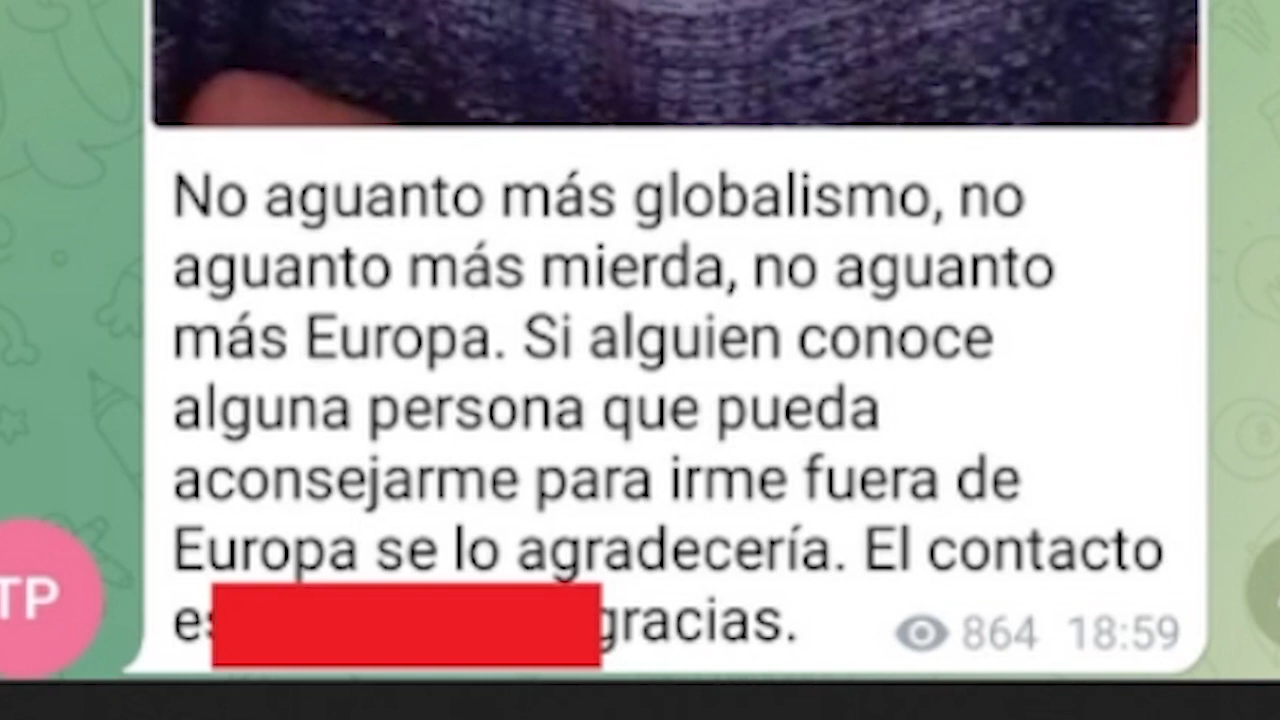 No aguanto más globalismo, no
aguanto más mierda, no aguanto
más Europa. Si alguien conoce
alguna persona que pueda
aconsejarme para irme fuera de
Europa se lo agradecería. El contacto
es gracias.
864 18:59
TP